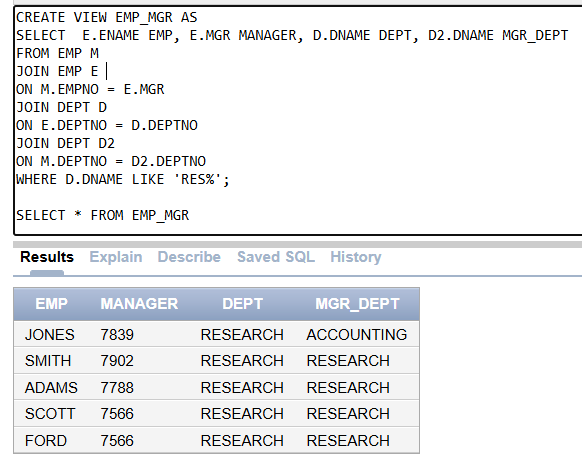 CREATE VIEW EMP_MGR AS
SELECT  E.ENAME EMP, E.MGR MANAGER, D.DNAME DEPT, D2.DNAME MGR_DEPT
FROM EMP M
JOIN EMP E
ON M.EMPNO = E.MGR
JOIN DEPT D
ON E.DEPTNO = D.DEPTNO
JOIN DEPT D2
ON M.DEPTNO = D2.DEPTNO
WHERE D.DNAME LIKE 'RES%';
SELECT * FROM EMP_MGR
Results Explain Describe Saved SQL History
EMP MANAGER DEPT MGR_DEPT
JONES 7839 RESEARCH ACCOUNTING
SMITH 7902 RESEARCH RESEARCH
ADAMS 7788 RESEARCH RESEARCH
SCOTT 7566 RESEARCH RESEARCH
FORD 7566 RESEARCH RESEARCH